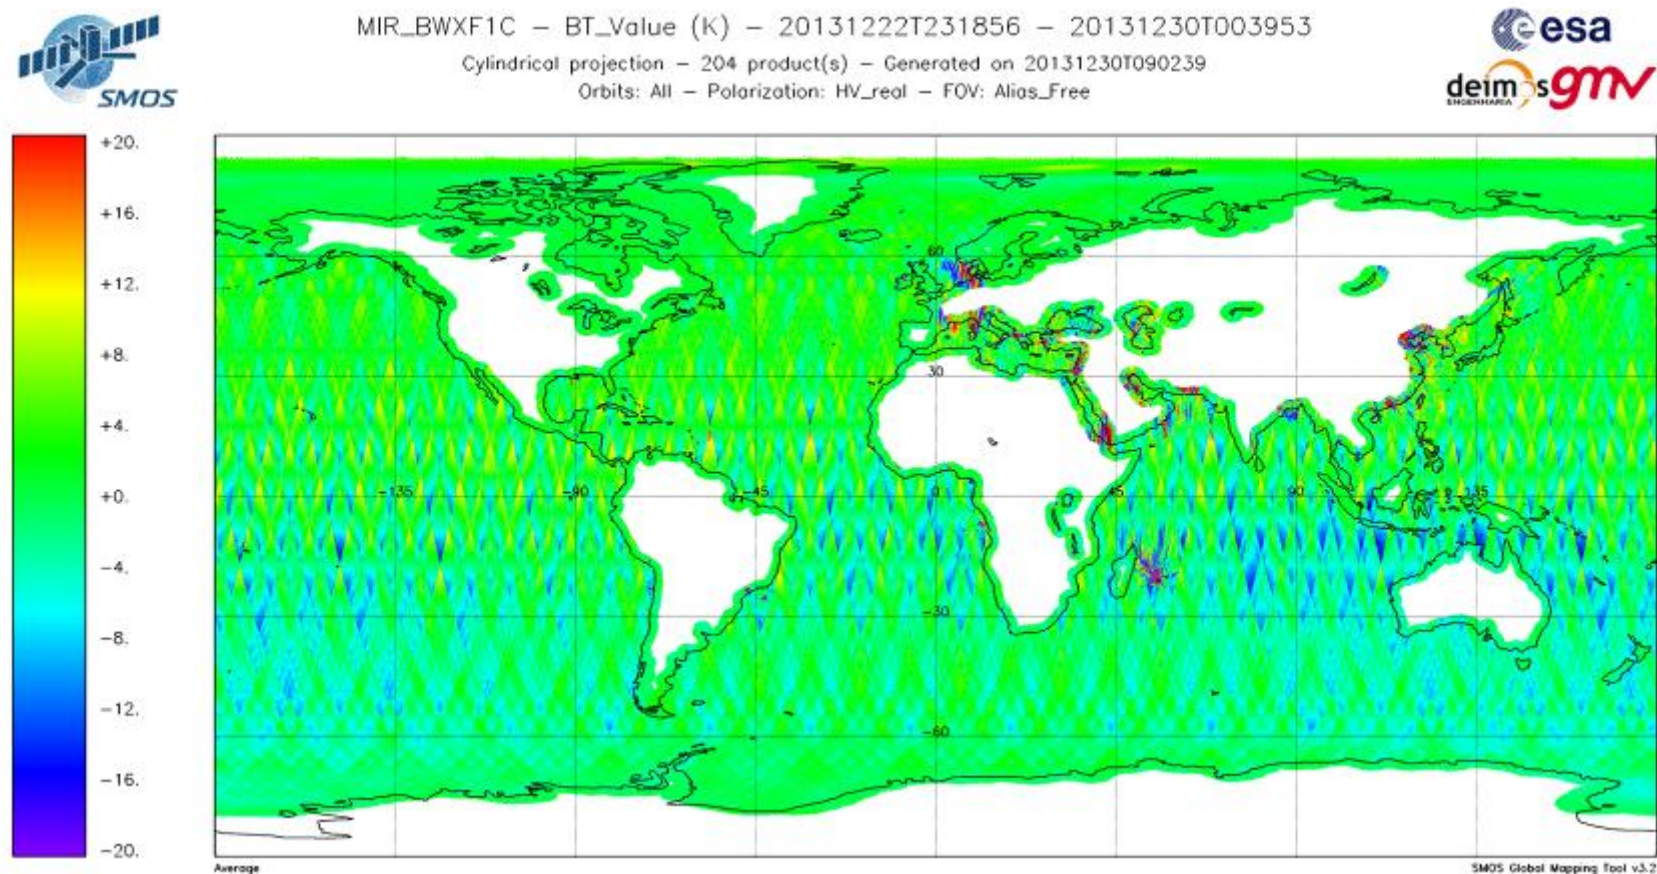 MIR_BWXF1C – BT_Value (K) – 20131222T231856 – 20131230T003953
Cylindrical projection – 204 product(s) – Generated on 20131230T090239
Orbits: All – Polarization: HV_real – FOV: Alias_Free
SMOS
esa
deimos
ENGENHARIA
gmv
+20.
+16.
+12.
+8.
+4.
+0.
-4.
-8.
-12.
-16.
-20.
60
30
-135
-90
-45
0
45
90
135
-30
-60
Average
SMOS Global Mapping Tool v3.2